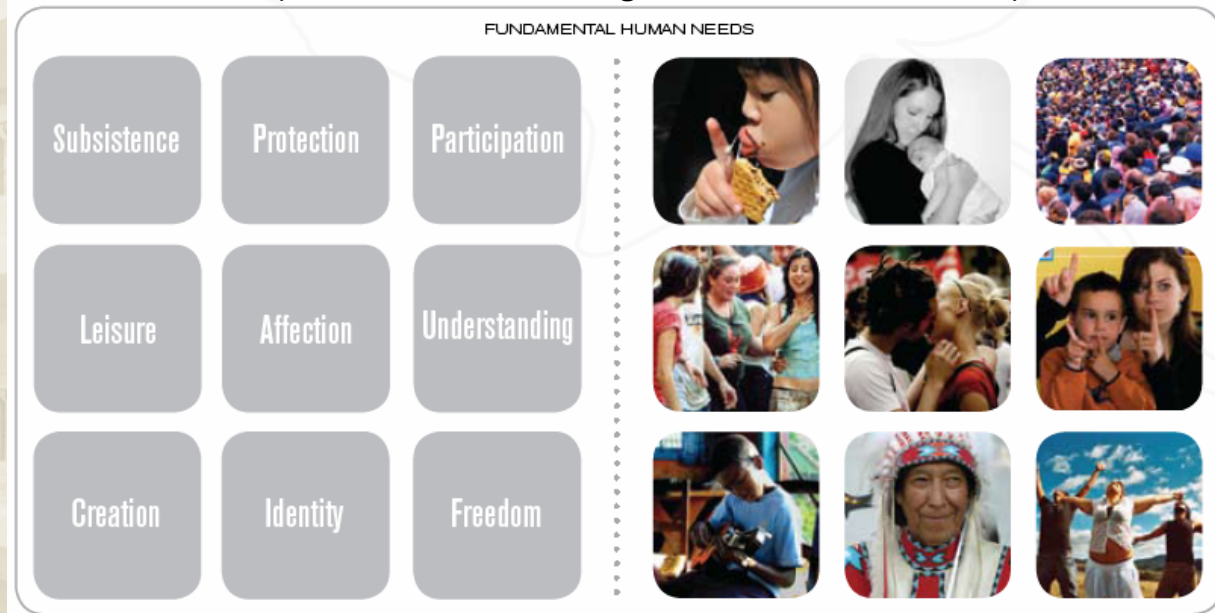 FUNDAMENTAL HUMAN NEEDS
Subsistence Protection Participation
Leisure Affection Understanding
Creation Identity Freedom